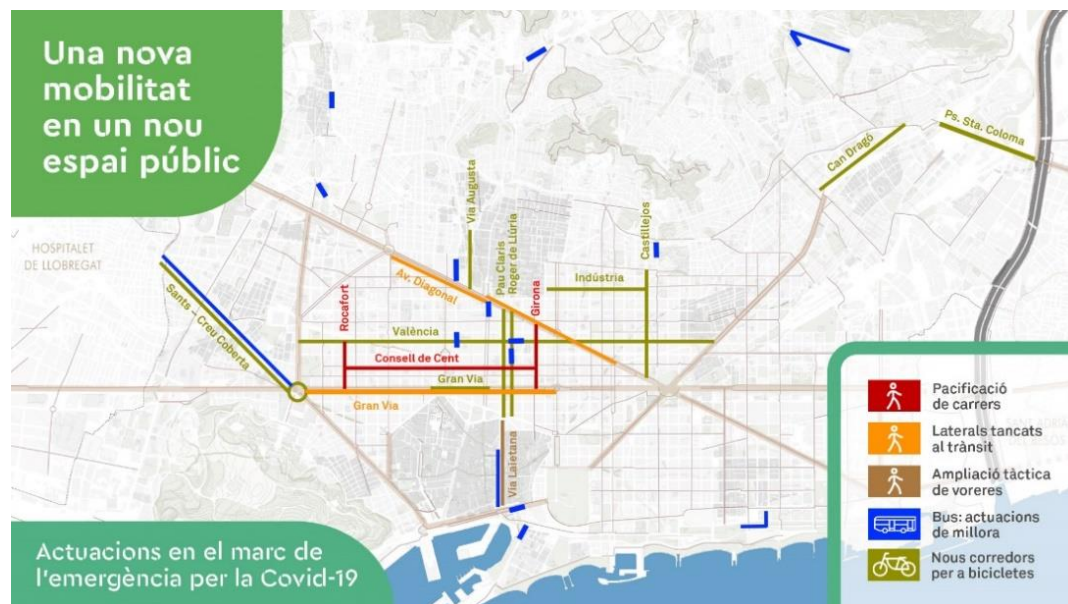 Una nova
mobilitat
en un nou
espai públic
HOSPITALET
DE LLOBREGAT
Sants – Creu Coberta
Av. Diagonal
Via Augusta
Pau Claris
Roger de Llúria
Girona
Rocafort
Castillejos
Indústria
Can Dragó
Ps. Sta. Coloma
València
Consell de Cent
Gran Via
Gran Via
Via Laietana
Pacificació
de carrers
Laterals tancats
al trànsit
Ampliació tàctica
de voreres
Bus: actuacions
de millora
Nous corredors
per a bicicletes
Actuacions en el marc de
l'emergència per la Covid-19